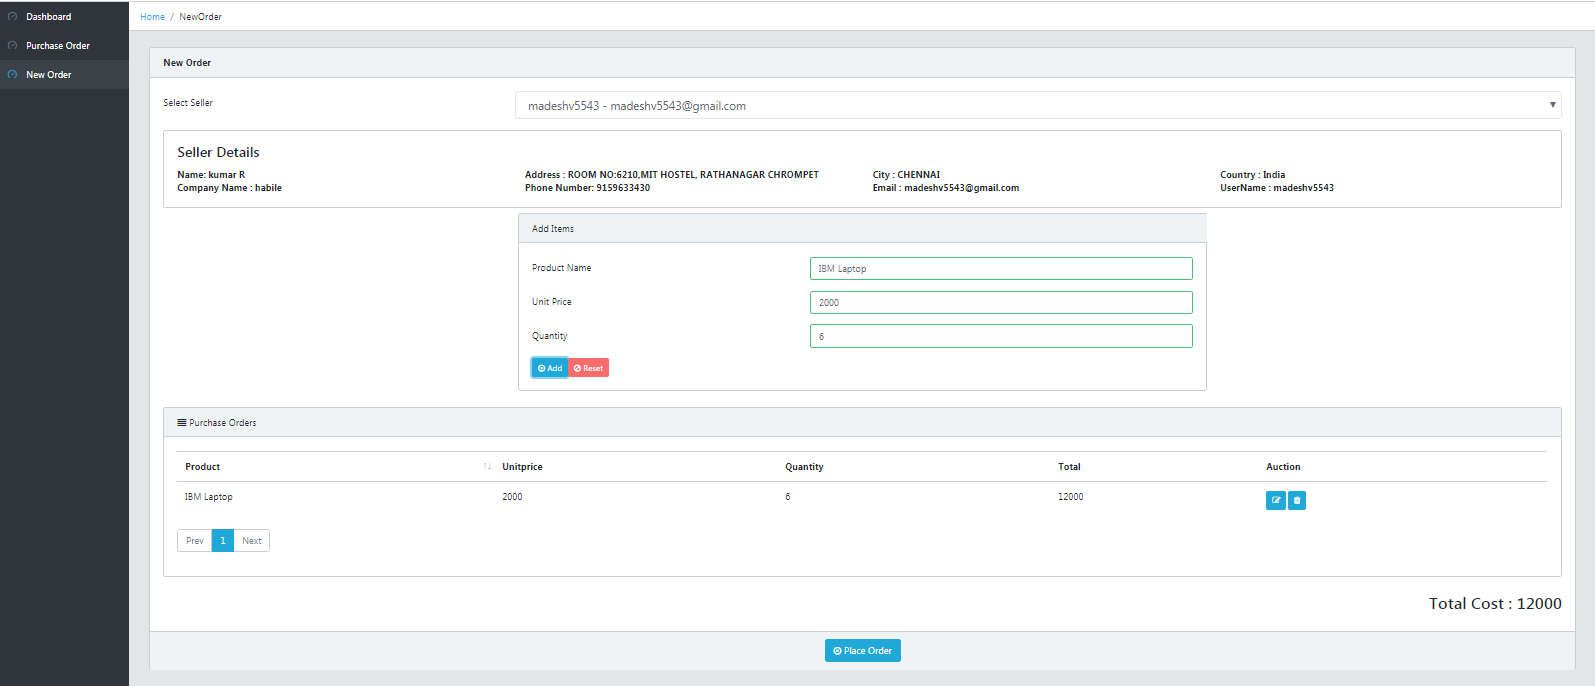 Dashboard
Purchase Order
New Order
Home / NewOrder
New Order
Select Seller
madeshv5543 - madeshv5543@gmail.com
Seller Details
Name: kumar R Address : ROOM NO:6210,MIT HOSTEL, RATHANAGAR CHROMPET City : CHENNAI Country : India
Company Name : habile Phone Number: 9159633430 Email : madeshv5543@gmail.com UserName : madeshv5543
Add Items
Product Name IBM Laptop
Unit Price 2000
Quantity 6
Add Reset
Purchase Orders
Product Unitprice Quantity Total Auction
IBM Laptop 2000 6 12000
Prev 1 Next
Total Cost : 12000
Place Order